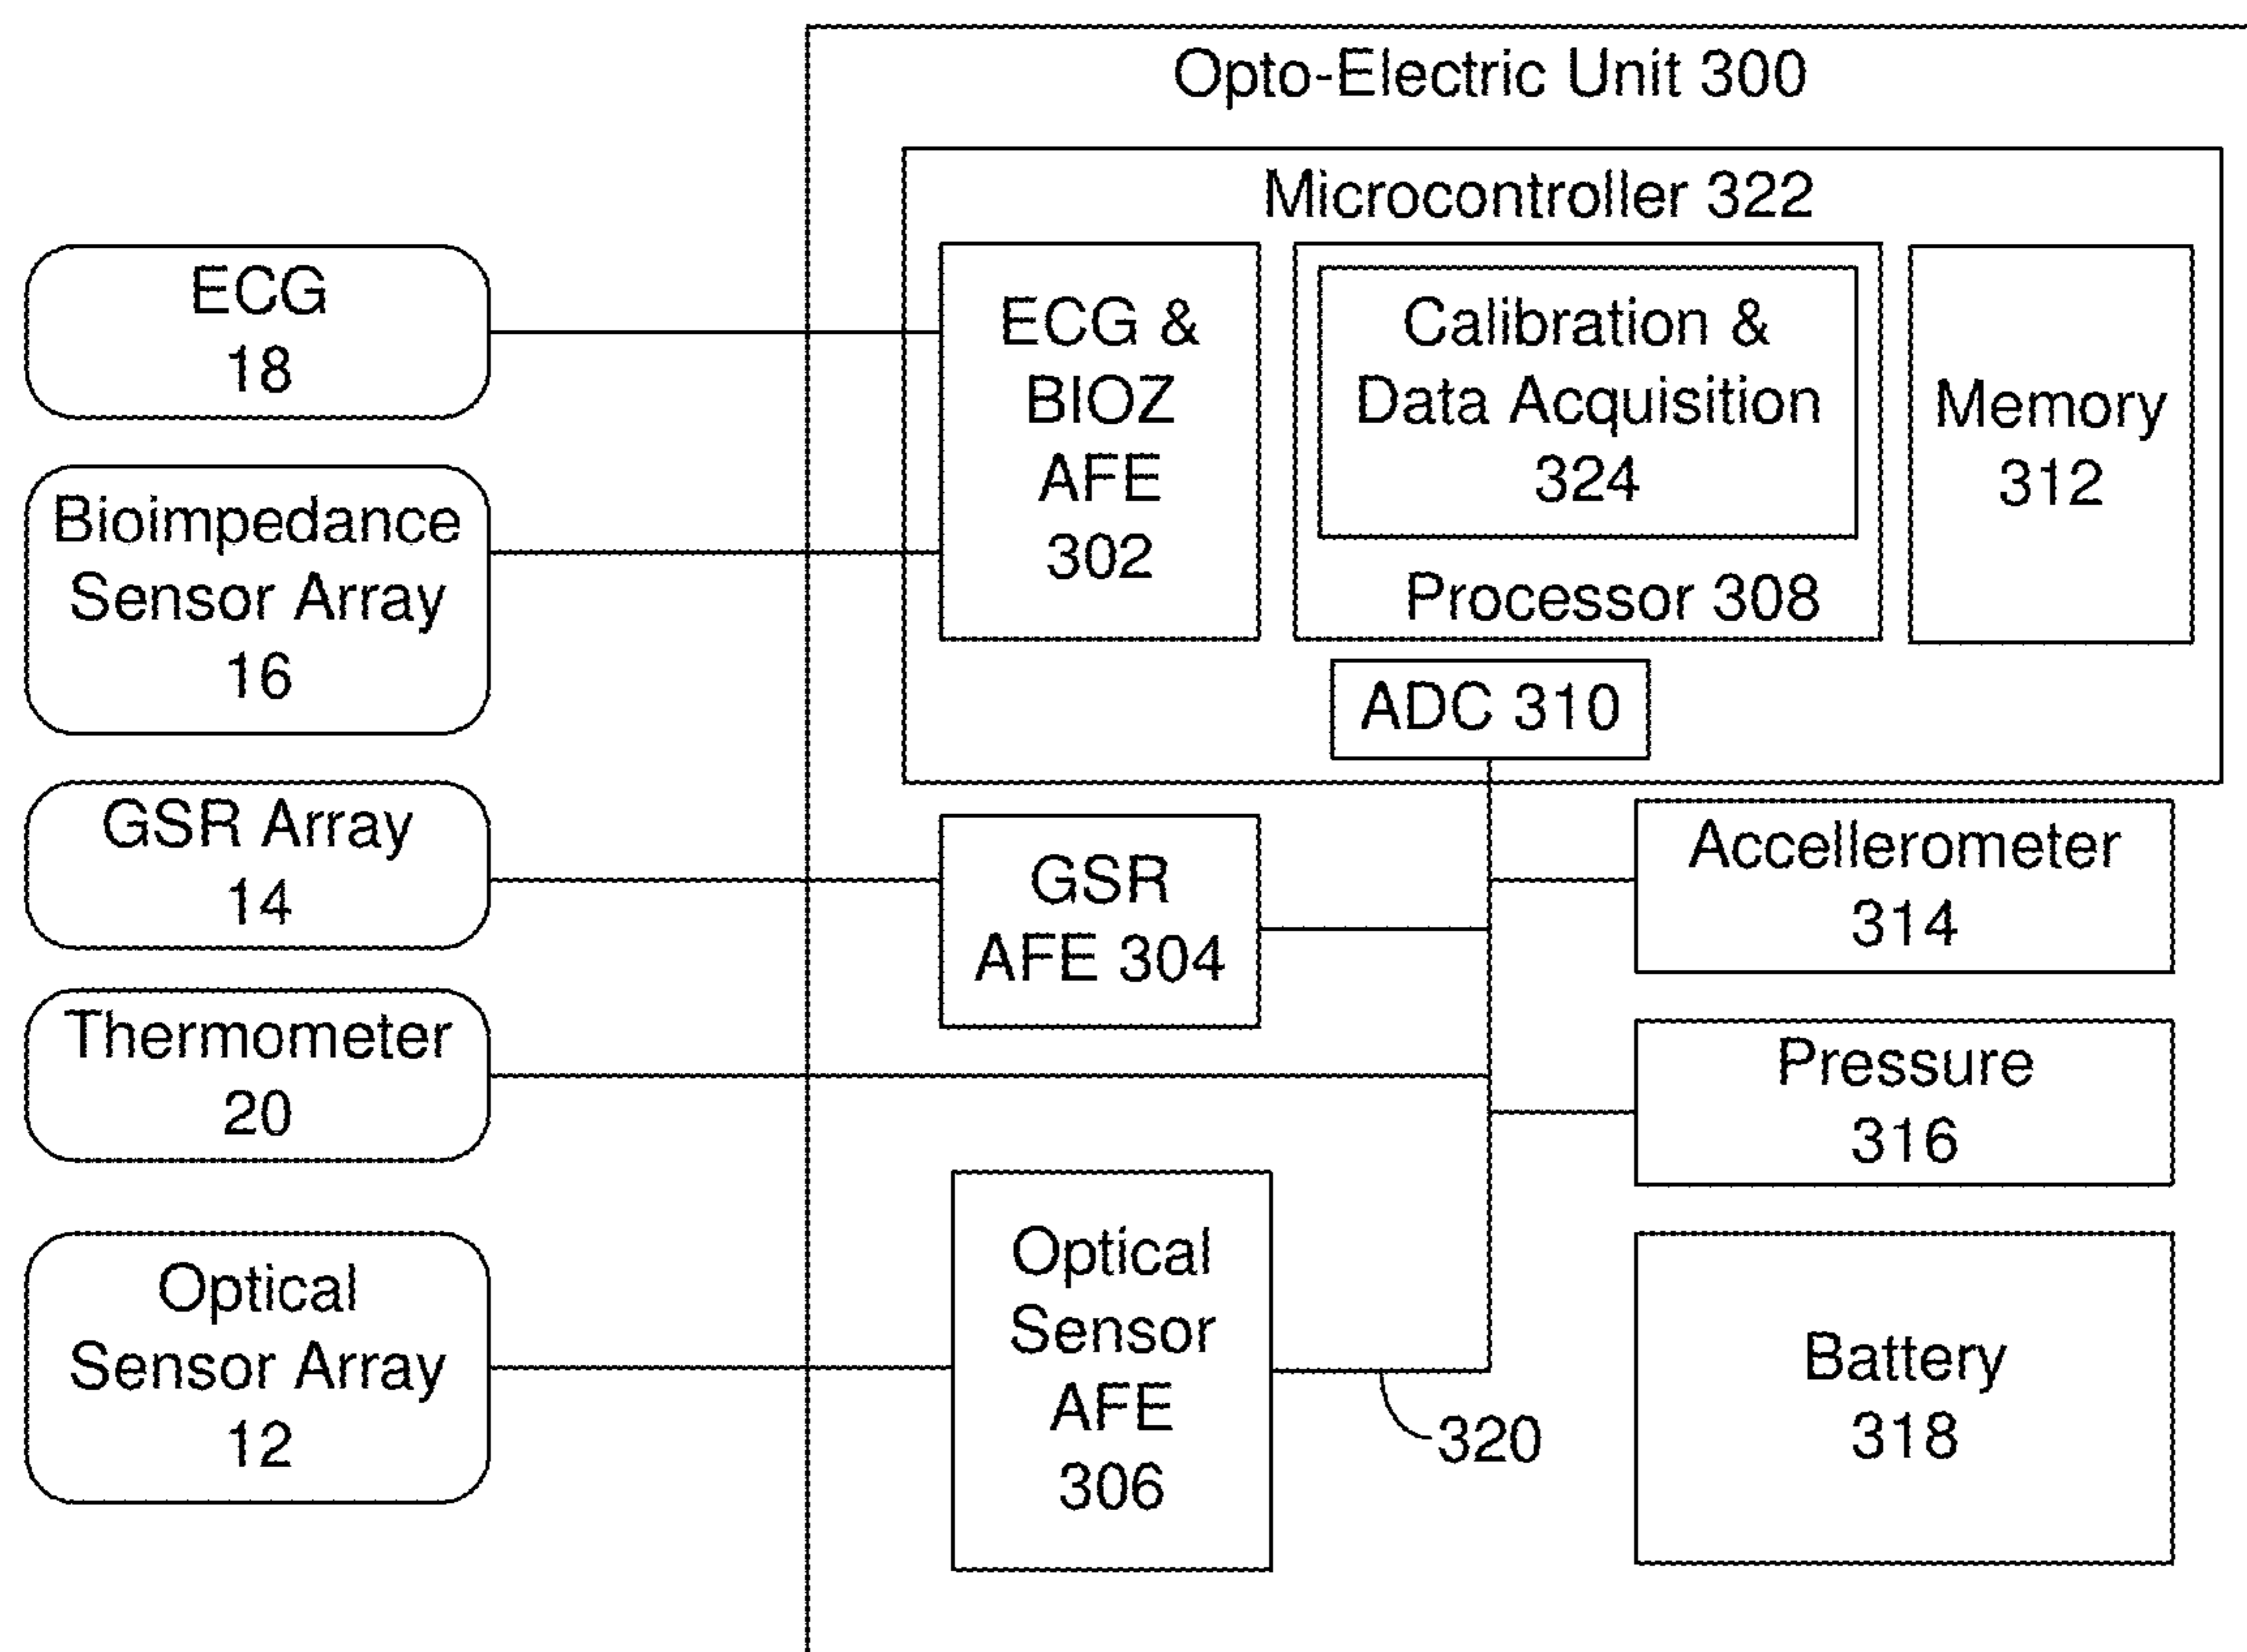 Opto-Electric Unit 300
Microcontroller 322
ECG
18
ECG &
BIOZ
AFE
302
Calibration &
Data Acquisition
324
Processor 308
Memory
312
Bioimpedance
Sensor Array
16
ADC 310
GSR Array
14
GSR
AFE 304
Accellerometer
314
Thermometer
20
Pressure
316
Optical
Sensor Array
12
Optical
Sensor
AFE
306
320
Battery
318